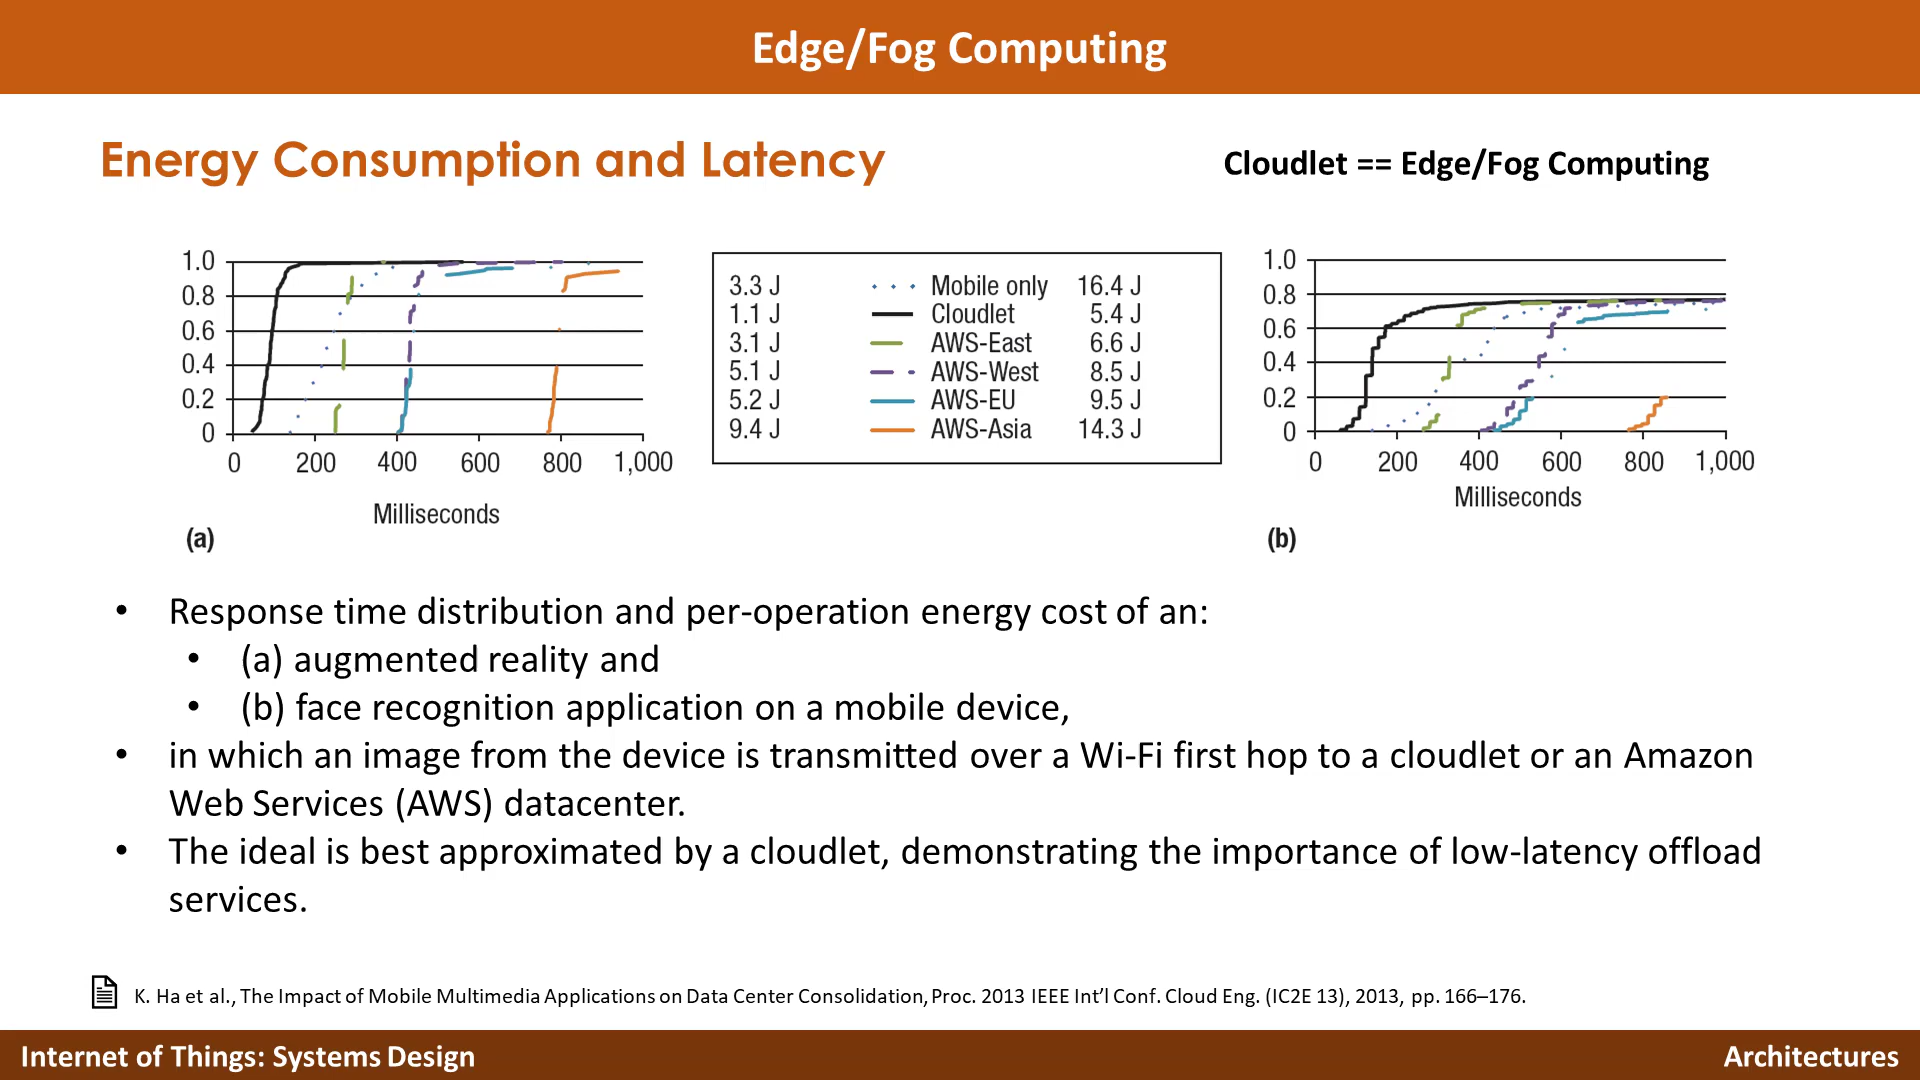 Edge/Fog Computing
Energy Consumption and Latency
Cloudlet == Edge/Fog Computing
1.0
0.8
0.6
0.4
0.2
0
0 200 400 600 800 1,000
Milliseconds
(a)
3.3 J Mobile only 16.4 J
1.1 J Cloudlet 5.4 J
3.1 J AWS-East 6.6 J
5.1 J AWS-West 8.5 J
5.2 J AWS-EU 9.5 J
9.4 J AWS-Asia 14.3 J
1.0
0.8
0.6
0.4
0.2
0
0 200 400 600 800 1,000
Milliseconds
(b)
• Response time distribution and per-operation energy cost of an:
• (a) augmented reality and
• (b) face recognition application on a mobile device,
• in which an image from the device is transmitted over a Wi-Fi first hop to a cloudlet or an Amazon
Web Services (AWS) datacenter.
• The ideal is best approximated by a cloudlet, demonstrating the importance of low-latency offload
services.
K. Ha et al., The Impact of Mobile Multimedia Applications on Data Center Consolidation, Proc. 2013 IEEE Int'l Conf. Cloud Eng. (IC2E 13), 2013, pp. 166–176.
Internet of Things: Systems Design
Architectures